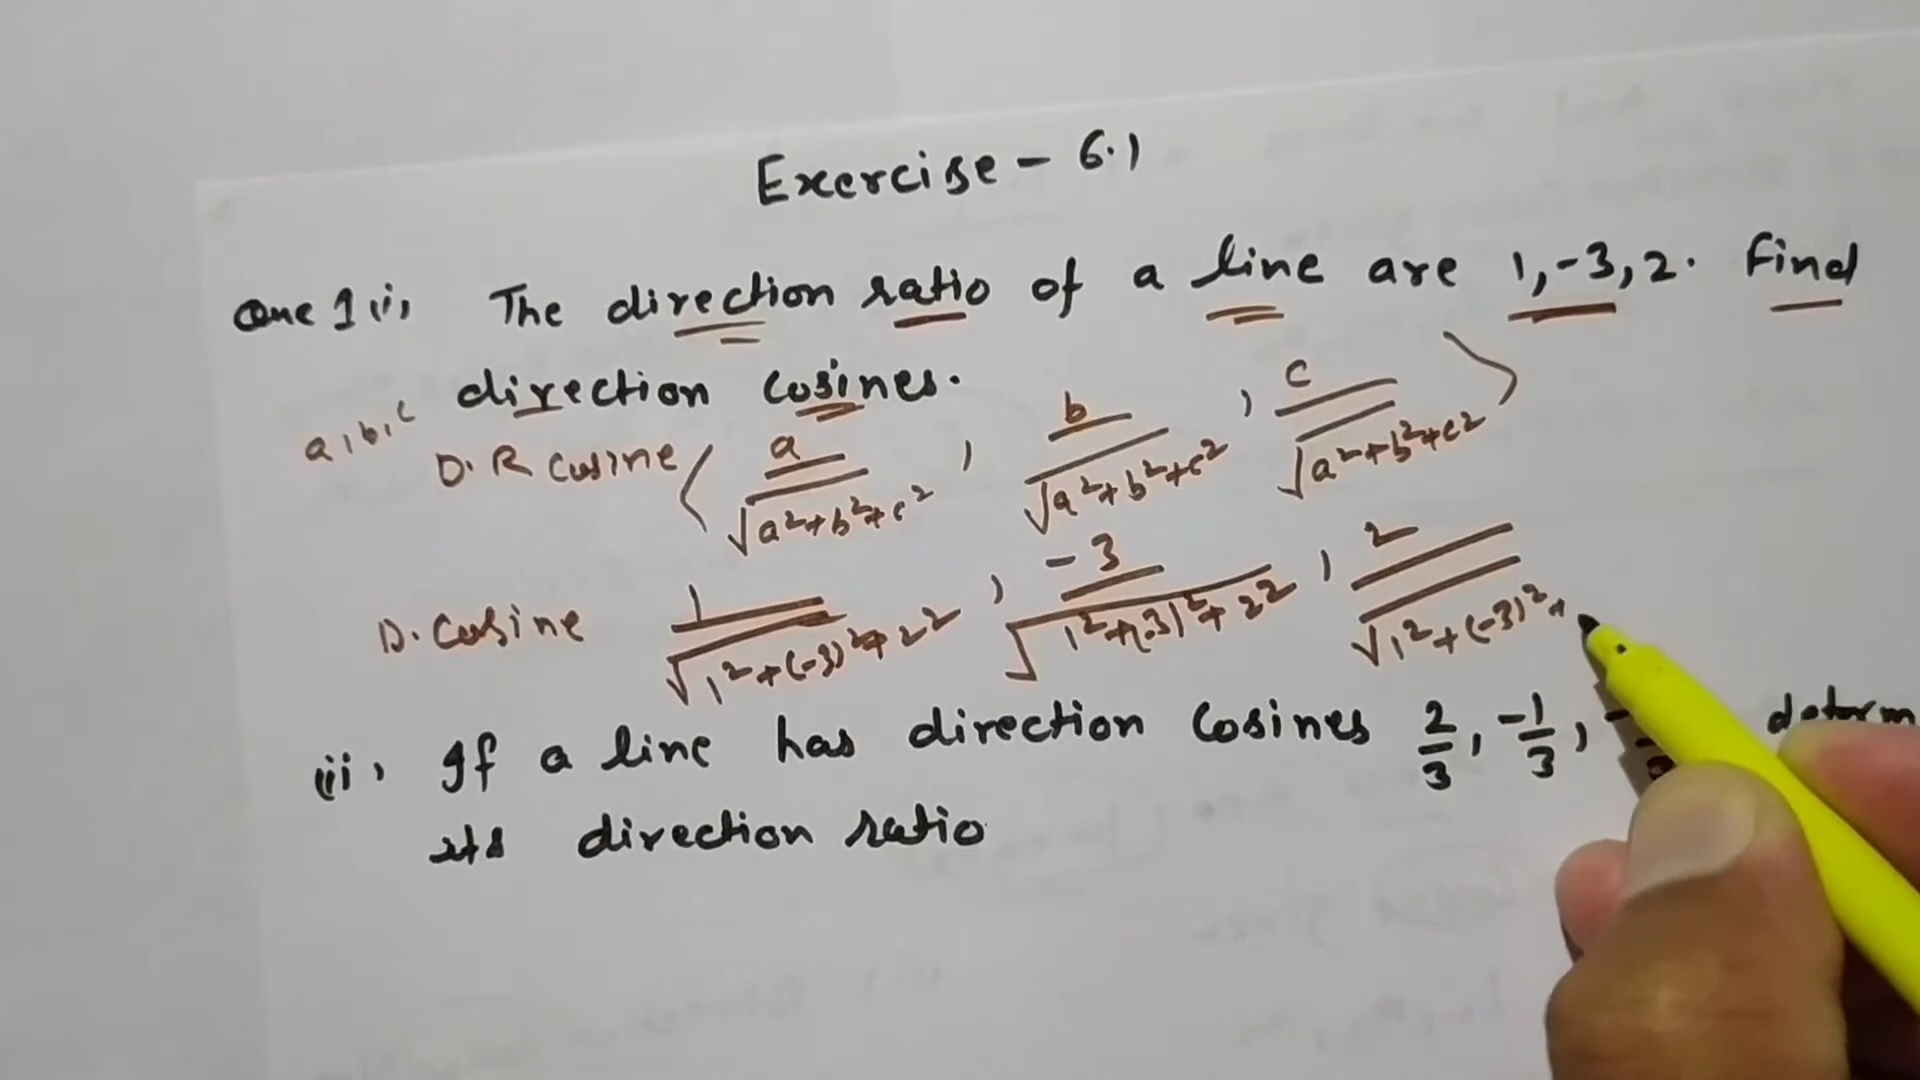 Exercise - 6.1
Que 1 (i), The direction ratio of a line are 1, -3, 2. Find
direction cosines.
a, b, c
D. R cosine < a/√a²+b²+c² , b/√a²+b²+c² , c/√a²+b²+c² >
D. Cosine 1/√1²+(-3)²+2² , -3/√1²+(-3)²+2² , 2/√1²+(-3)²+
(ii) , If a line has direction cosines 2/3 , -1/3 ,
its direction ratio